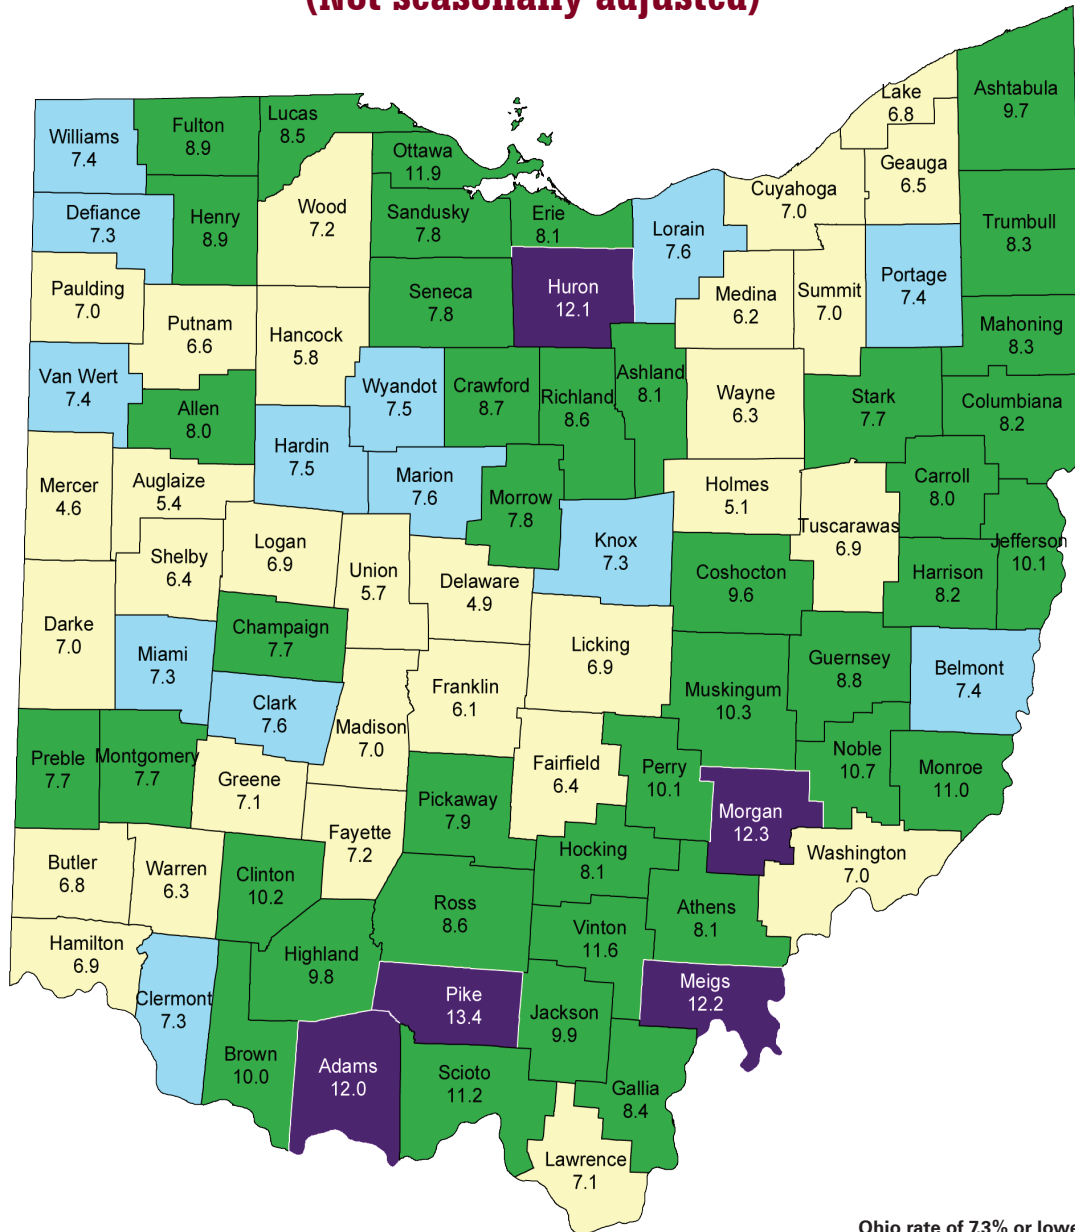 (Not seasonally adjusted)
Lake
6.8
Ashtabula
9.7
Williams
7.4
Fulton
8.9
Lucas
8.5
Ottawa
11.9
Geauga
6.5
Cuyahoga
7.0
Defiance
7.3
Henry
8.9
Wood
7.2
Sandusky
7.8
Erie
8.1
Lorain
7.6
Trumbull
8.3
Paulding
7.0
Putnam
6.6
Hancock
5.8
Seneca
7.8
Huron
12.1
Medina
6.2
Summit
7.0
Portage
7.4
Mahoning
8.3
Van Wert
7.4
Allen
8.0
Wyandot
7.5
Crawford
8.7
Richland
8.6
Ashland
8.1
Wayne
6.3
Stark
7.7
Columbiana
8.2
Mercer
4.6
Auglaize
5.4
Hardin
7.5
Marion
7.6
Morrow
7.8
Holmes
5.1
Carroll
8.0
Tuscarawas
6.9
Jefferson
10.1
Shelby
6.4
Logan
6.9
Union
5.7
Delaware
4.9
Knox
7.3
Coshocton
9.6
Harrison
8.2
Darke
7.0
Miami
7.3
Champaign
7.7
Licking
6.9
Guernsey
8.8
Belmont
7.4
Clark
7.6
Madison
7.0
Franklin
6.1
Muskingum
10.3
Preble
7.7
Montgomery
7.7
Greene
7.1
Fairfield
6.4
Perry
10.1
Noble
10.7
Monroe
11.0
Pickaway
7.9
Morgan
12.3
Fayette
7.2
Butler
6.8
Warren
6.3
Clinton
10.2
Hocking
8.1
Washington
7.0
Ross
8.6
Vinton
11.6
Athens
8.1
Hamilton
6.9
Highland
9.8
Clermont
7.3
Pike
13.4
Jackson
9.9
Meigs
12.2
Brown
10.0
Adams
12.0
Scioto
11.2
Gallia
8.4
Lawrence
7.1
Ohio rate of 7.3% or lowe